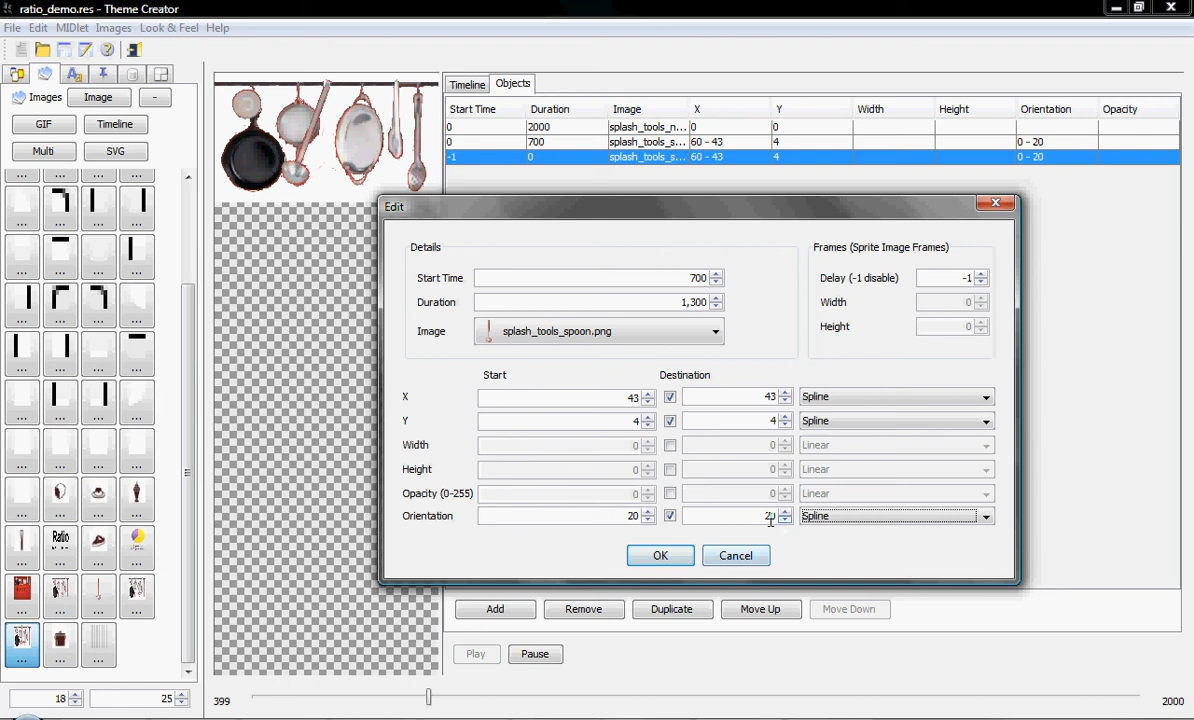 ratio_demo.res - Theme Creator
File Edit MIDlet Images Look & Feel Help
Images Image -
GIF Timeline
Multi SVG
... ... ... ...
... ... ... ...
... ... ... ...
... ... ... ...
... ... ... ...
... ... ... ...
... ... ... ...
... ... ... ...
Ratio
... ... ... ...
... ... ... ...
... ... ...
18 25
Timeline Objects
Start Time Duration Image X Y Width Height Orientation Opacity
0 2000 splash_tools_n... 0 0
0 700 splash_tools_s... 60 - 43 4 0 - 20
-1 0 splash_tools_s... 60 - 43 4 0 - 20
Edit
Details
Start Time 700
Duration 1,300
Image splash_tools_spoon.png
Frames (Sprite Image Frames)
Delay (-1 disable) -1
Width 0
Height 0
Start Destination
X 43 43 Spline
Y 4 4 Spline
Width 0 0 Linear
Height 0 0 Linear
Opacity (0-255) 0 0 Linear
Orientation 20 Spline
OK Cancel
Add Remove Duplicate Move Up Move Down
Play Pause
399 2000